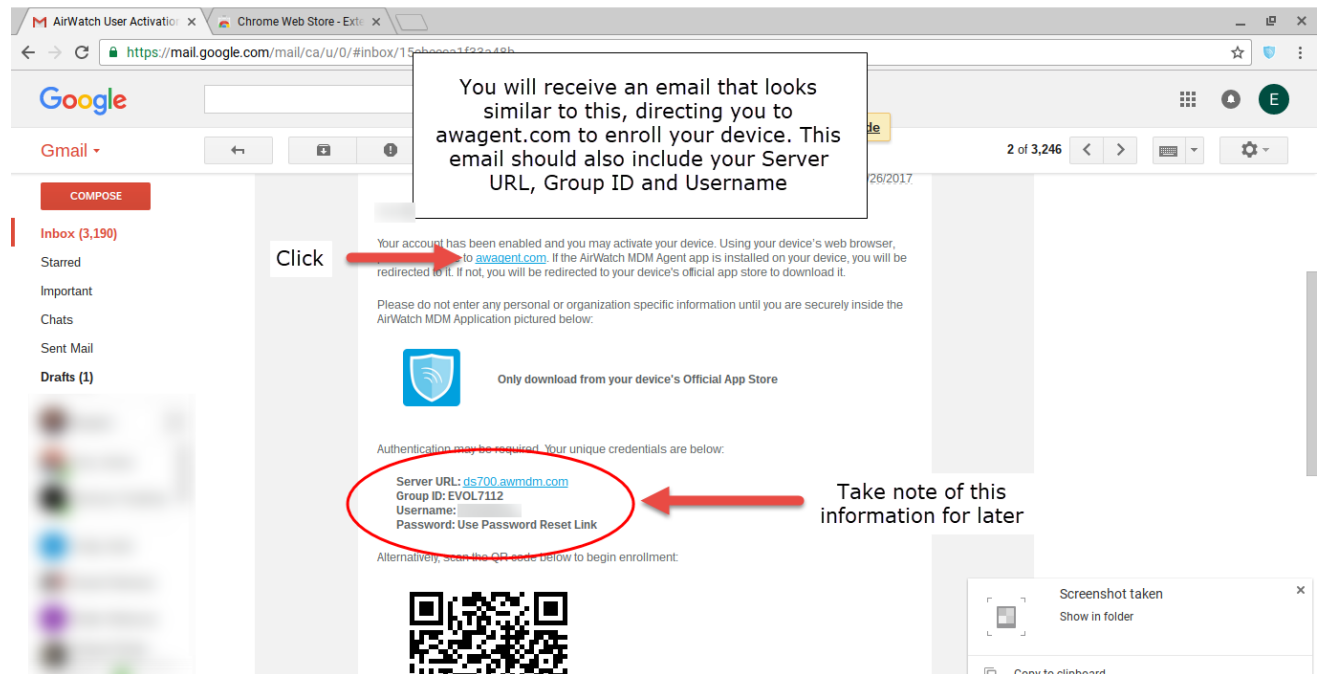 AirWatch User Activation
Chrome Web Store - Exte
https://mail.google.com/mail/ca/u/0/#inbox/
You will receive an email that looks
similar to this, directing you to
awagent.com to enroll your device. This
email should also include your Server
URL, Group ID and Username
Google
E
Gmail
2 of 3,246
/26/2017
COMPOSE
Inbox (3,190)
Starred
Important
Chats
Sent Mail
Drafts (1)
Click
Your account has been enabled and you may activate your device. Using your device's web browser,
to awagent.com. If the AirWatch MDM Agent app is installed on your device, you will be
redirected to it. If not, you will be redirected to your device's official app store to download it.
Please do not enter any personal or organization specific information until you are securely inside the
AirWatch MDM Application pictured below:
Only download from your device's Official App Store
Authentication may be required. Your unique credentials are below:
Server URL: ds700.awmdm.com
Group ID: EVOL7112
Username:
Password: Use Password Reset Link
Take note of this
information for later
Alternatively, scan the QR code below to begin enrollment:
Screenshot taken
Show in folder
Copy to clipboard